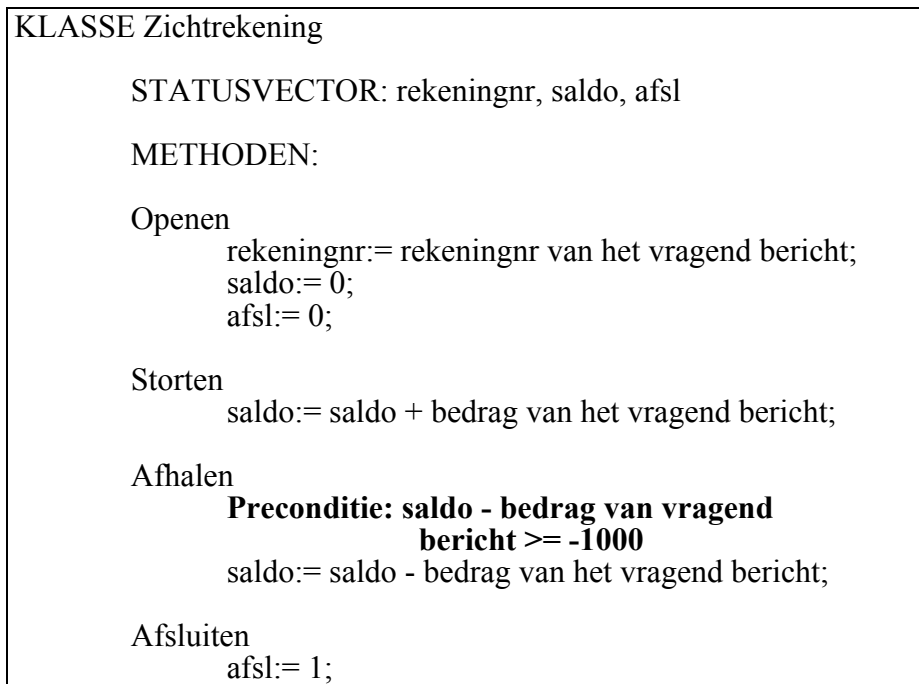 KLASSE Zichtrekening
STATUSVECTOR: rekeningnr, saldo, afsl
METHODEN:
Openen
rekeningnr:= rekeningnr van het vragend bericht;
saldo:= 0;
afsl:= 0;
Storten
saldo:= saldo + bedrag van het vragend bericht;
Afhalen
Preconditie: saldo - bedrag van vragend
bericht >= -1000
saldo:= saldo - bedrag van het vragend bericht;
Afsluiten
afsl:= 1;